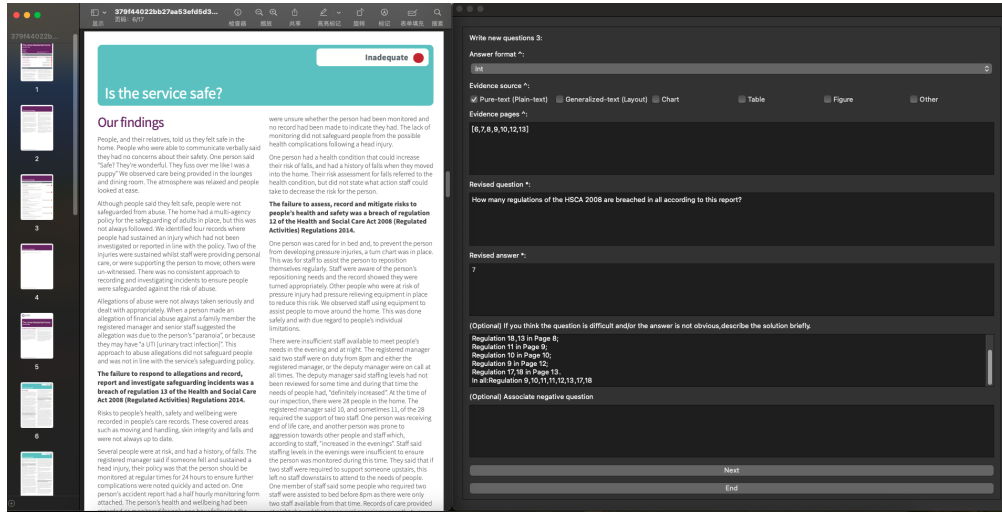 379f44022bb27aa53efd5d3...
页码: 6/17
显示
检查器
缩放
共享
高亮标记
旋转
标记
表单填充
搜索
379f44022b...
1
2
3
4
5
6
Inadequate
Is the service safe?
Our findings
People, and their relatives, told us they felt safe in the
home. People who were able to communicate verbally said
they had no concerns about their safety. One person said
"Safe? They're wonderful. They fuss over me like I was a
puppy" We observed care being provided in the lounges
and dining room. The atmosphere was relaxed and people
looked at ease.
Although people said they felt safe, people were not
safeguarded from abuse. The home had a multi-agency
policy for the safeguarding of adults in place, but this was
not always followed. We identified four records where
people had sustained an injury which had not been
investigated or reported in line with the policy. Two of the
injuries were sustained whilst staff were providing personal
care, or were supporting the person to move; others were
un-witnessed. There was no consistent approach to
recording and investigating incidents to ensure people
were safeguarded against the risk of abuse.
Allegations of abuse were not always taken seriously and
dealt with appropriately. When a person made an
allegation of financial abuse against a family member the
registered manager and senior staff suggested the
allegation was due to the person's "paranoia", or because
they may have "a UTI [urinary tract infection]". This
approach to abuse allegations did not safeguard people
and was not in line with the service's safeguarding policy.
The failure to respond to allegations and record,
report and investigate safeguarding incidents was a
breach of regulation 13 of the Health and Social Care
Act 2008 (Regulated Activities) Regulations 2014.
Risks to people's health, safety and wellbeing were
recorded in people's care records. These covered areas
such as moving and handling, skin integrity and falls and
were not always up to date.
Several people were at risk, and had a history, of falls. The
registered manager said if someone fell and sustained a
head injury, their policy was that the person should be
monitored at regular times for 24 hours to ensure further
complications were noted quickly and acted on. One
person's accident report had a half hourly monitoring form
attached. The person's health and wellbeing had been
were unsure whether the person had been monitored and
no record had been made to indicate they had. The lack of
monitoring did not safeguard people from the possible
health complications following a head injury.
One person had a health condition that could increase
their risk of falls, and had a history of falls when they moved
into the home. Their risk assessment for falls referred to the
health condition, but did not state what action staff could
take to decrease the risk for the person.
The failure to assess, record and mitigate risks to
people's health and safety was a breach of regulation
12 of the Health and Social Care Act 2008 (Regulated
Activities) Regulations 2014.
One person was cared for in bed and, to prevent the person
from developing pressure injuries, a turn chart was in place.
This was for staff to assist the person to reposition
themselves regularly. Staff were aware of the person's
repositioning needs and the record showed they were
turned appropriately. Other people who were at risk of
pressure injury had pressure relieving equipment in place
to reduce this risk. We observed staff using equipment to
assist people to move around the home. This was done
safely and with due regard to people's individual
limitations.
There were insufficient staff available to meet people's
needs in the evening and at night. The registered manager
said two staff were on duty from 8pm and either the
registered manager, or the deputy manager were on call at
all times. The deputy manager said staffing levels had not
been reviewed for some time and during that time the
needs of people had, "definitely increased". At the time of
our inspection, there were 28 people in the home. The
registered manager said 10, and sometimes 11, of the 28
required the support of two staff. One person was receiving
end of life care, and another person was prone to
aggression towards other people and staff which,
according to staff, "increased in the evenings". Staff said
staffing levels in the evenings were insufficient to ensure
the person was monitored during this time. They said that if
two staff were required to support someone upstairs, this
left no staff downstairs to attend to the needs of people.
One member of staff said some people who required two
staff were assisted to bed before 8pm as there were only
two staff available from that time. Records of care provided
Write new questions 3:
Answer format ^:
Int
Evidence source ^:
Pure-text (Plain-text)
Generalized-text (Layout)
Chart
Table
Figure
Other
Evidence pages ^:
[6,7,8,9,10,12,13]
Revised question *:
How many regulations of the HSCA 2008 are breached in all according to this report?
Revised answer *:
7
(Optional) If you think the question is difficult and/or the answer is not obvious,describe the solution briefly.
Regulation 18,13 in Page 8;
Regulation 11 in Page 9;
Regulation 10 in Page 10;
Regulation 9 in Page 12;
Regulation 17,18 in Page 13.
In all:Regulation 9,10,11,11,12,13,17,18
(Optional) Associate negative question
Next
End